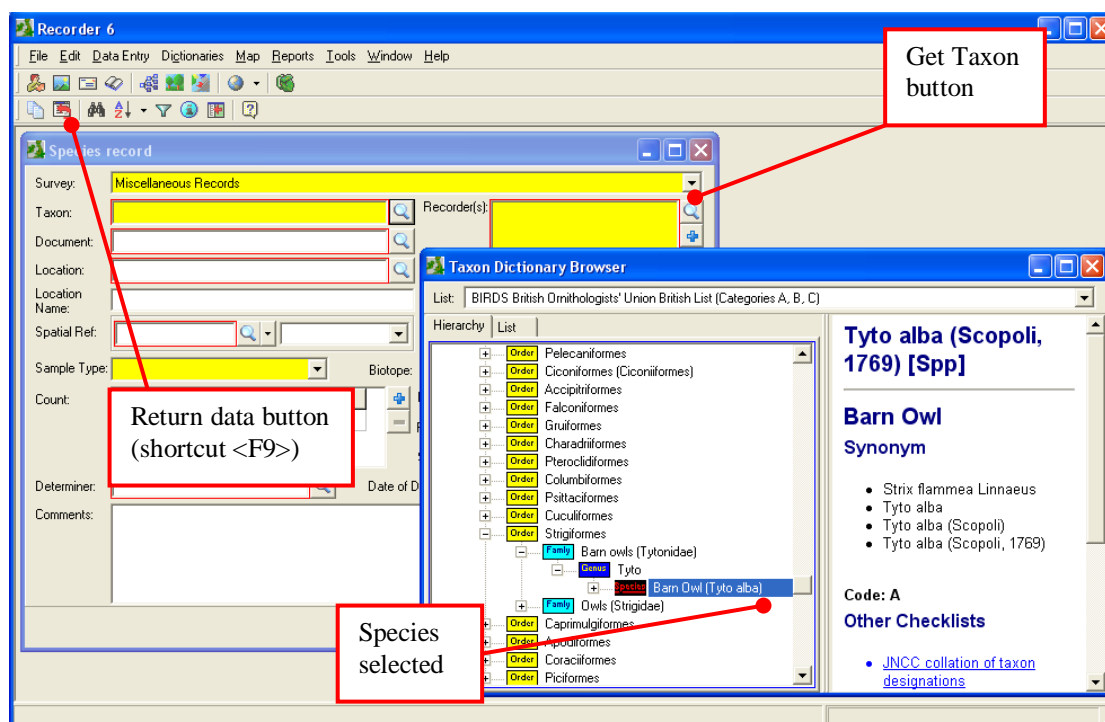 Recorder 6
File Edit Data Entry Dictionaries Map Reports Tools Window Help
Get Taxon
button
Species record
Survey: Miscellaneous Records
Taxon: Recorder(s):
Document:
Location:
Location
Name:
Spatial Ref:
Sample Type: Biotope:
Count:
Determiner: Date of D
Comments:
Return data button
(shortcut <F9>)
Species
selected
Taxon Dictionary Browser
List: BIRDS British Ornithologists' Union British List (Categories A, B, C)
Hierarchy List
Order Pelecaniformes
Order Ciconiformes (Ciconiiformes)
Order Accipitriformes
Order Falconiformes
Order Gruiformes
Order Charadriiformes
Order Pteroclidiformes
Order Columbiformes
Order Psittaciformes
Order Cuculiformes
Order Strigiformes
Family Barn owls (Tytonidae)
Genus Tyto
Species Barn Owl (Tyto alba)
Family Owls (Strigidae)
Order Caprimulgiformes
Order Apodiformes
Order Coraciiformes
Order Piciformes
Tyto alba (Scopoli,
1769) [Spp]
Barn Owl
Synonym
Strix flammea Linnaeus
Tyto alba
Tyto alba (Scopoli)
Tyto alba (Scopoli, 1769)
Code: A
Other Checklists
JNCC collation of taxon
designations